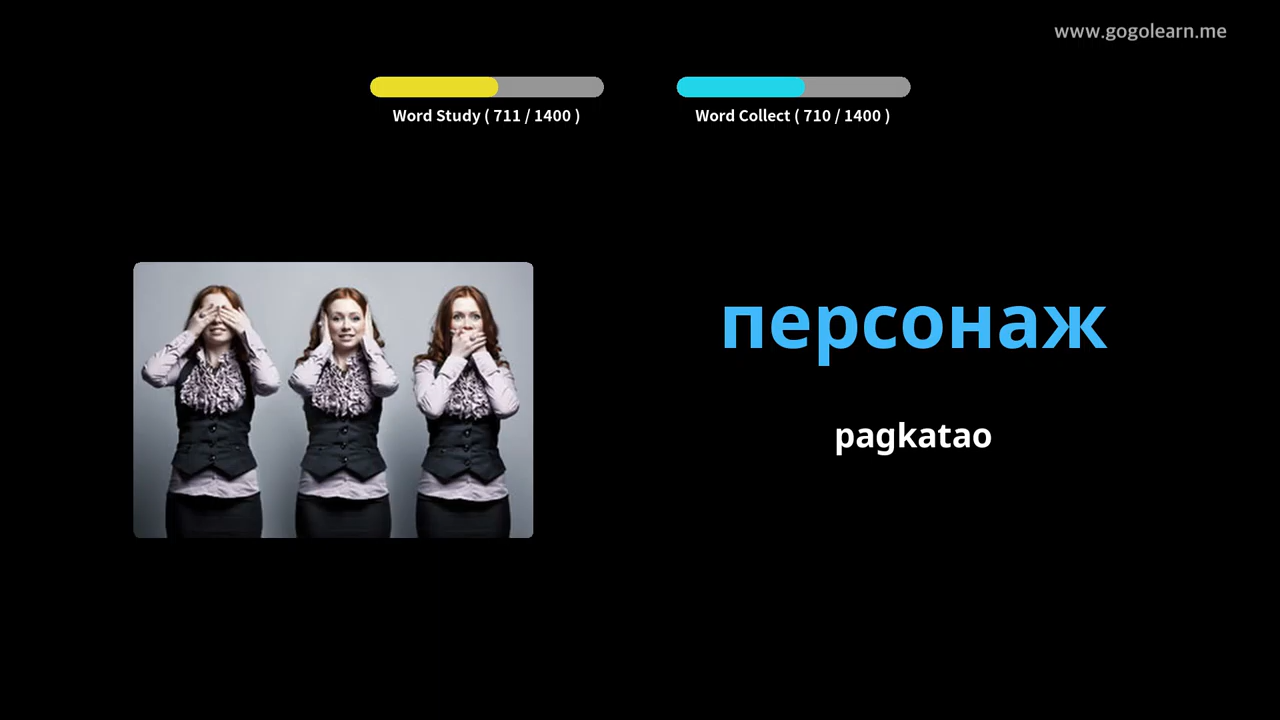 www.gogolearn.me
Word Study ( 711 / 1400 )
Word Collect ( 710 / 1400 )
персонаж
pagkatao